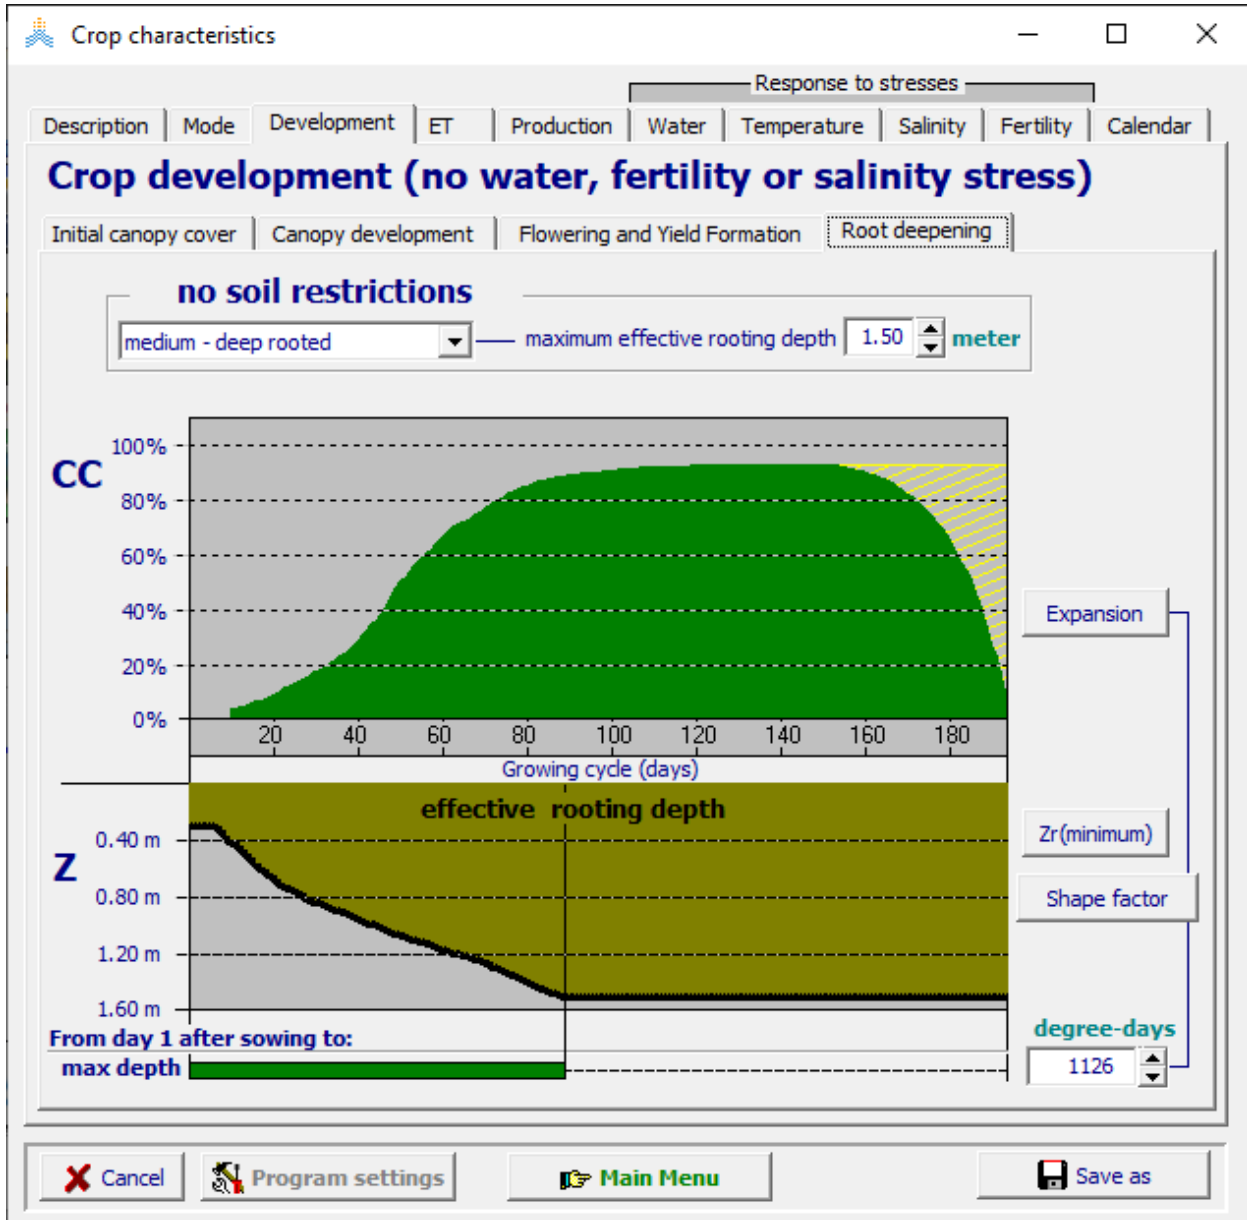 Crop characteristics
Response to stresses
Description Mode Development ET Production Water Temperature Salinity Fertility Calendar
Crop development (no water, fertility or salinity stress)
Initial canopy cover Canopy development Flowering and Yield Formation Root deepening
no soil restrictions
medium - deep rooted maximum effective rooting depth 1.50 meter
CC
100%
80%
60%
40%
20%
0%
Expansion
20 40 60 80 100 120 140 160 180
Growing cycle (days)
effective rooting depth
Z
0.40 m
0.80 m
1.20 m
1.60 m
Zr(minimum)
Shape factor
From day 1 after sowing to:
degree-days
max depth
1126
Cancel Program settings Main Menu Save as